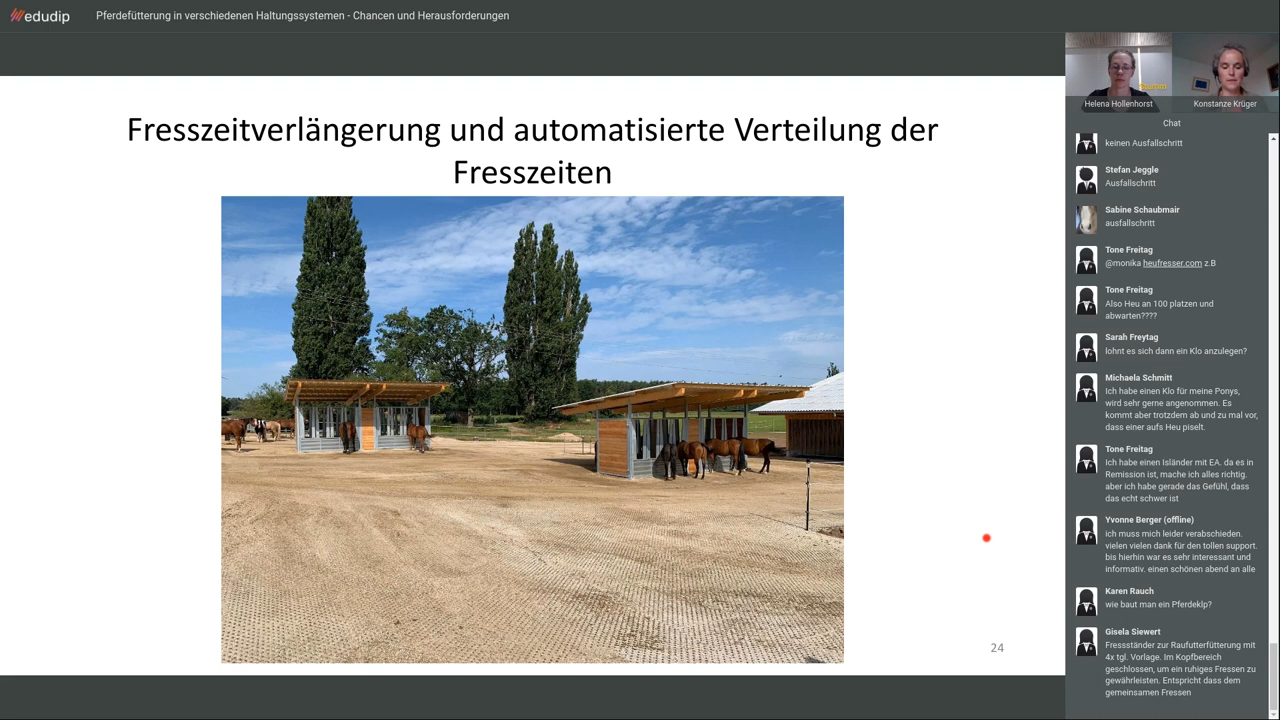 edudip
Pferdefütterung in verschiedenen Haltungssystemen - Chancen und Herausforderungen
Fresszeitverlängerung und automatisierte Verteilung der
Fresszeiten
24
Helena Hollenhorst
Konstanze Krüger
Chat
keinen Ausfallschritt
Stefan Jeggle
Ausfallschritt
Sabine Schaubmair
ausfallschritt
Tone Freitag
@monika heufresser.com z.B
Tone Freitag
Also Heu an 100 platzen und
abwarten????
Sarah Freytag
lohnt es sich dann ein Klo anzulegen?
Michaela Schmitt
Ich habe einen Klo für meine Ponys,
wird sehr gerne angenommen. Es
kommt aber trotzdem ab und zu mal vor,
dass einer aufs Heu piselt.
Tone Freitag
Ich habe einen Isländer mit EA. da es in
Remission ist, mache ich alles richtig.
aber ich habe gerade das Gefühl, dass
das echt schwer ist
Yvonne Berger (offline)
ich muss mich leider verabschieden.
vielen vielen dank für den tollen support.
bis hierhin war es sehr interessant und
informativ. einen schönen abend an alle
Karen Rauch
wie baut man ein Pferdeklp?
Gisela Siewert
Fressständer zur Raufutterfütterung mit
4x tgl. Vorlage. Im Kopfbereich
geschlossen, um ein ruhiges Fressen zu
gewährleisten. Entspricht dass dem
gemeinsamen Fressen